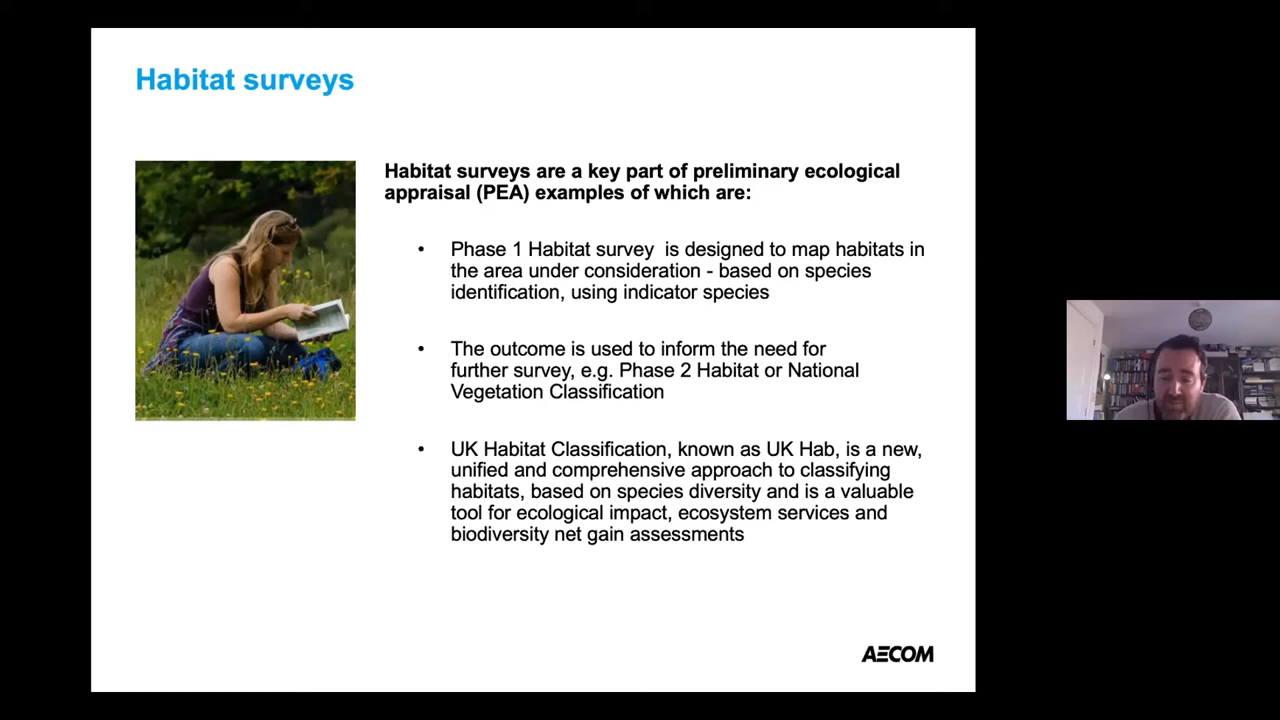 Habitat surveys
Habitat surveys are a key part of preliminary ecological
appraisal (PEA) examples of which are:
• Phase 1 Habitat survey  is designed to map habitats in
the area under consideration - based on species
identification, using indicator species
• The outcome is used to inform the need for
further survey, e.g. Phase 2 Habitat or National
Vegetation Classification
• UK Habitat Classification, known as UK Hab, is a new,
unified and comprehensive approach to classifying
habitats, based on species diversity and is a valuable
tool for ecological impact, ecosystem services and
biodiversity net gain assessments
AECOM